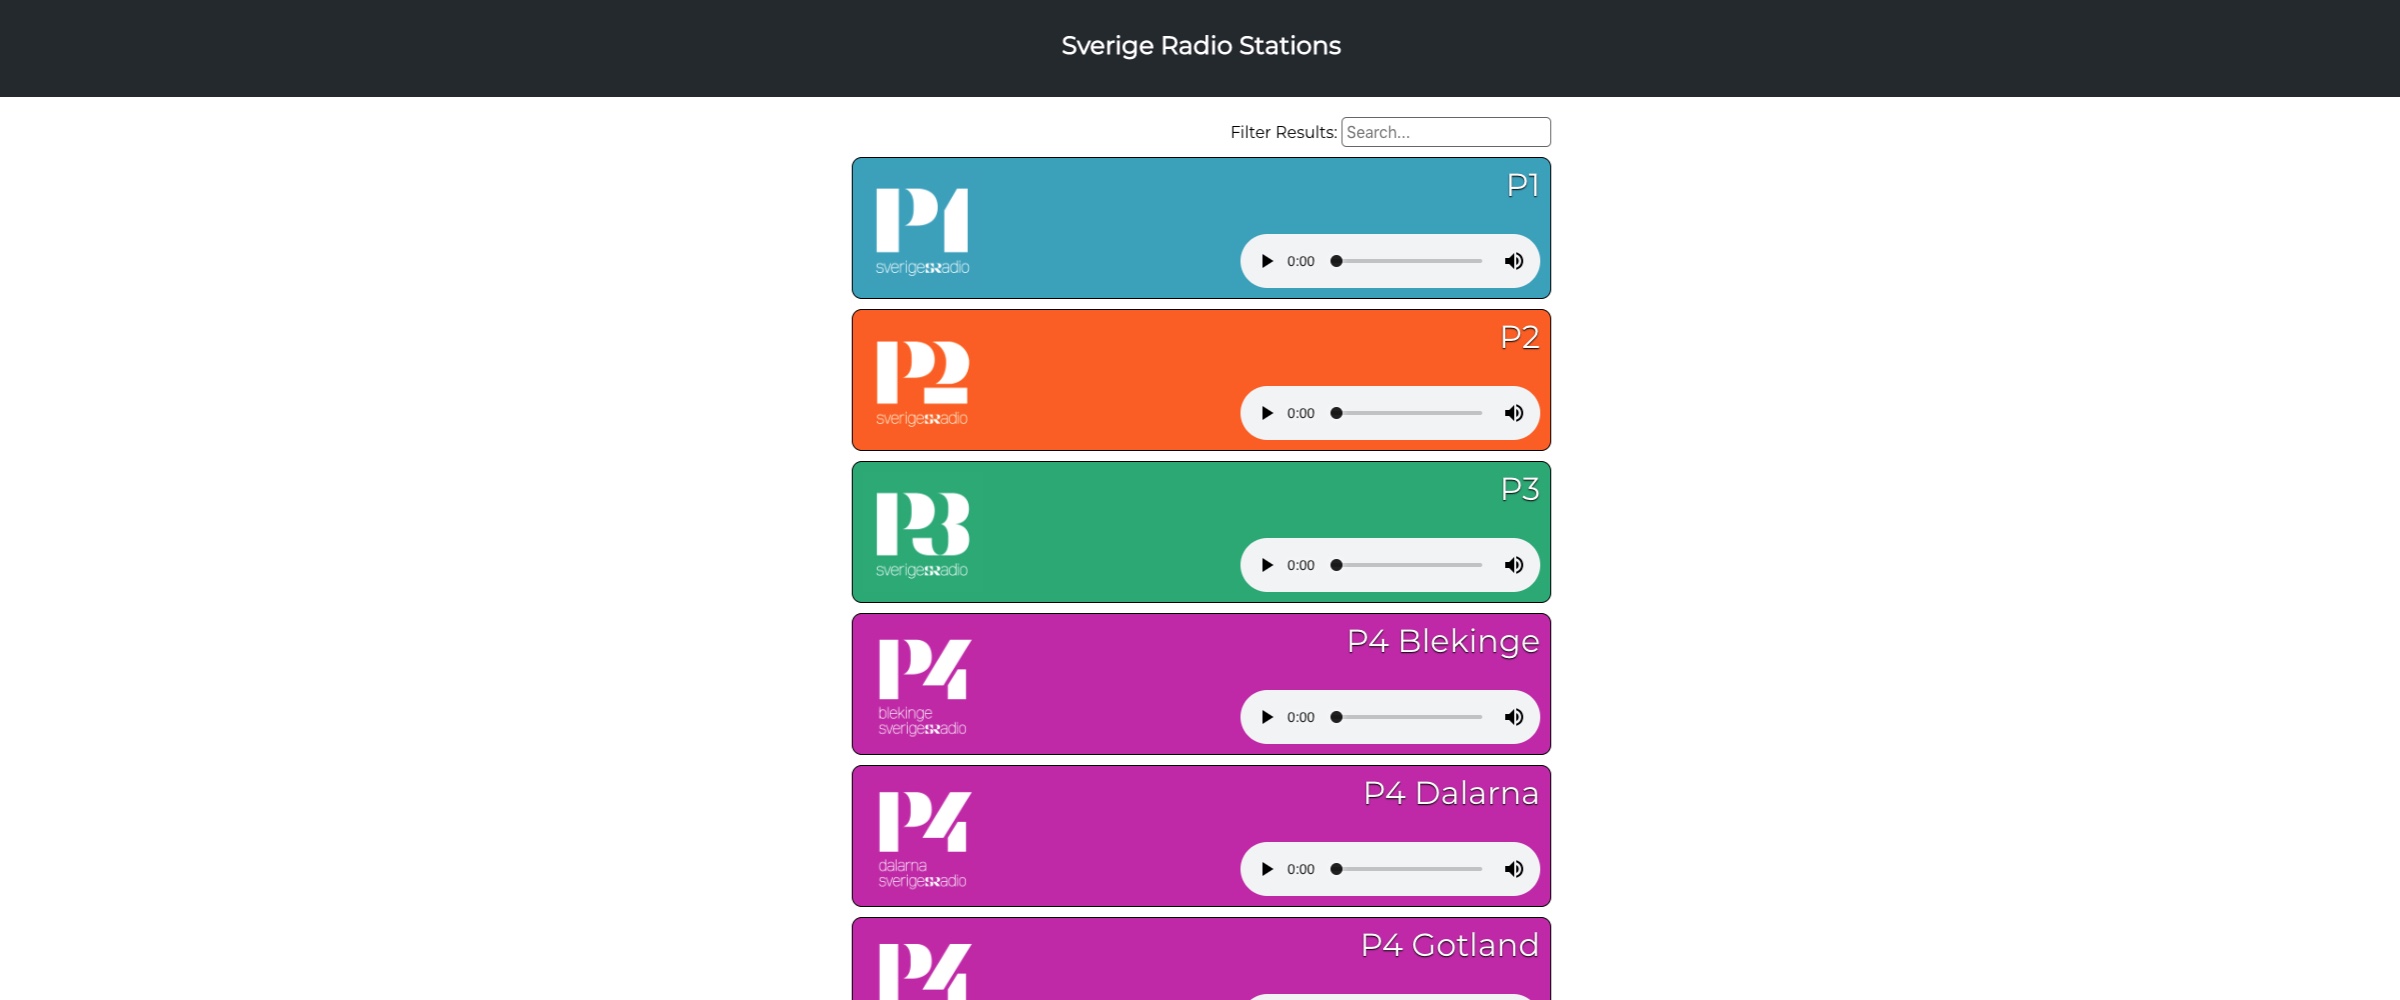 Sverige Radio Stations
Filter Results: Search...
P1
P1
sverigesradio
0:00
P2
P2
sverigesradio
0:00
P3
P3
sverigesradio
0:00
P4 Blekinge
P4
blekinge
sverigesradio
0:00
P4 Dalarna
P4
dalarna
sverigesradio
0:00
P4 Gotland
P4